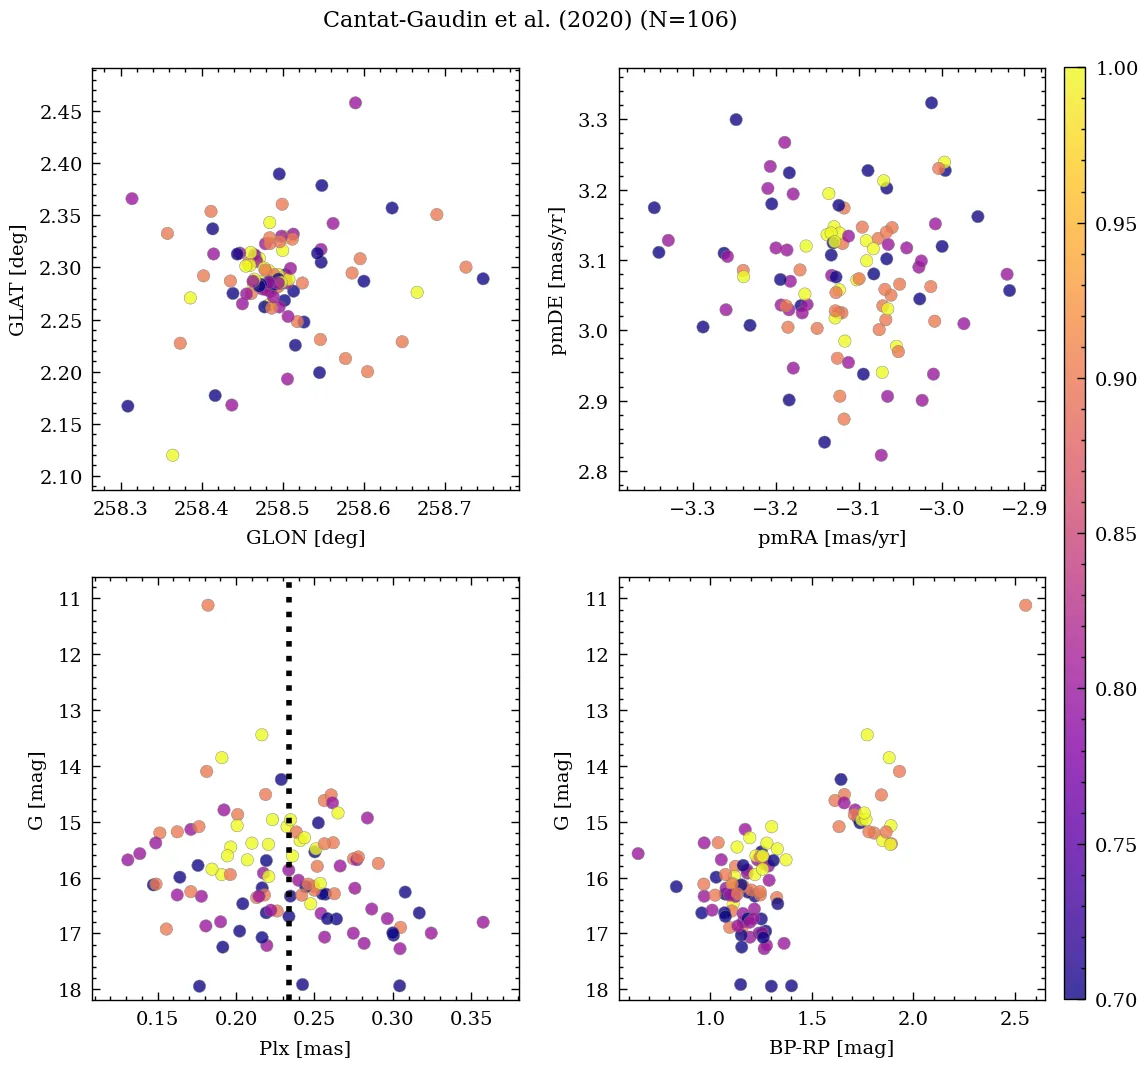 Cantat-Gaudin et al. (2020) (N=106)
2.45
2.40
2.35
2.30
2.25
2.20
2.15
2.10
GLAT [deg]
258.3 258.4 258.5 258.6 258.7
GLON [deg]
3.3
3.2
3.1
3.0
2.9
2.8
pmDE [mas/yr]
−3.3 −3.2 −3.1 −3.0 −2.9
pmRA [mas/yr]
11
12
13
14
15
16
17
18
G [mag]
0.15 0.20 0.25 0.30 0.35
Plx [mas]
11
12
13
14
15
16
17
18
G [mag]
1.0 1.5 2.0 2.5
BP-RP [mag]
1.00
0.95
0.90
0.85
0.80
0.75
0.70